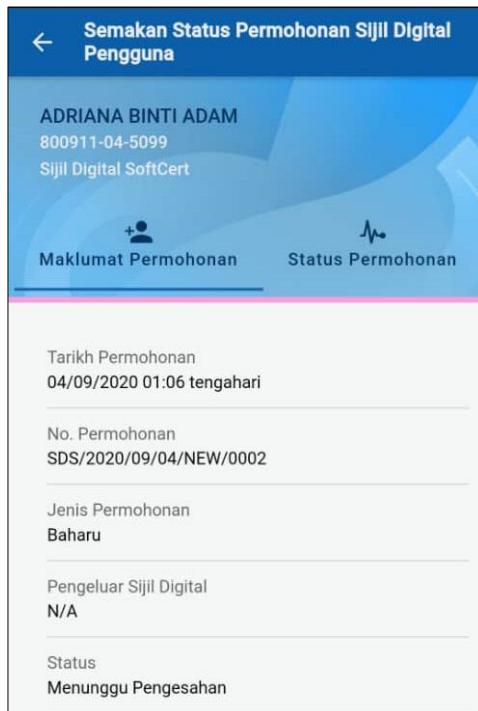 Semakan Status Permohonan Sijil Digital
Pengguna
ADRIANA BINTI ADAM
800911-04-5099
Sijil Digital SoftCert
Maklumat Permohonan
Status Permohonan
Tarikh Permohonan
04/09/2020 01:06 tengahari
No. Permohonan
SDS/2020/09/04/NEW/0002
Jenis Permohonan
Baharu
Pengeluar Sijil Digital
N/A
Status
Menunggu Pengesahan